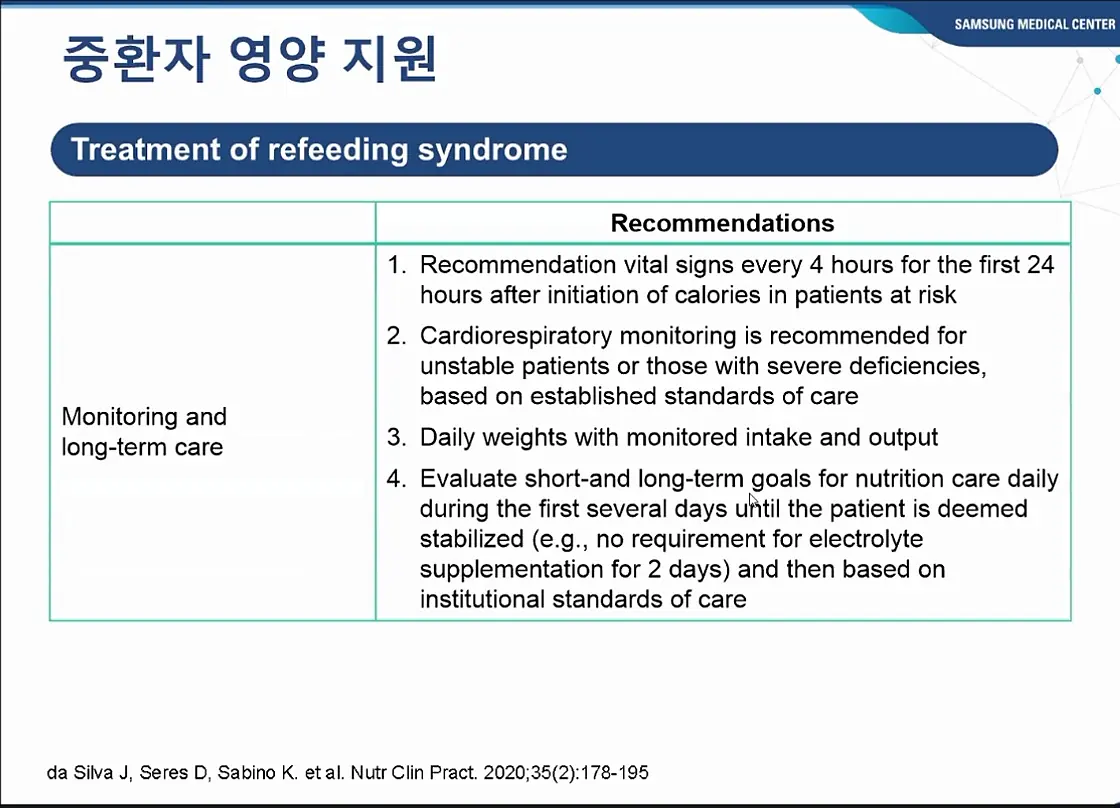 SAMSUNG MEDICAL CENTER
중환자 영양 지원
Treatment of refeeding syndrome
Recommendations
Monitoring and
long-term care
1. Recommendation vital signs every 4 hours for the first 24
hours after initiation of calories in patients at risk
2. Cardiorespiratory monitoring is recommended for
unstable patients or those with severe deficiencies,
based on established standards of care
3. Daily weights with monitored intake and output
4. Evaluate short-and long-term goals for nutrition care daily
during the first several days until the patient is deemed
stabilized (e.g., no requirement for electrolyte
supplementation for 2 days) and then based on
institutional standards of care
da Silva J, Seres D, Sabino K. et al. Nutr Clin Pract. 2020;35(2):178-195